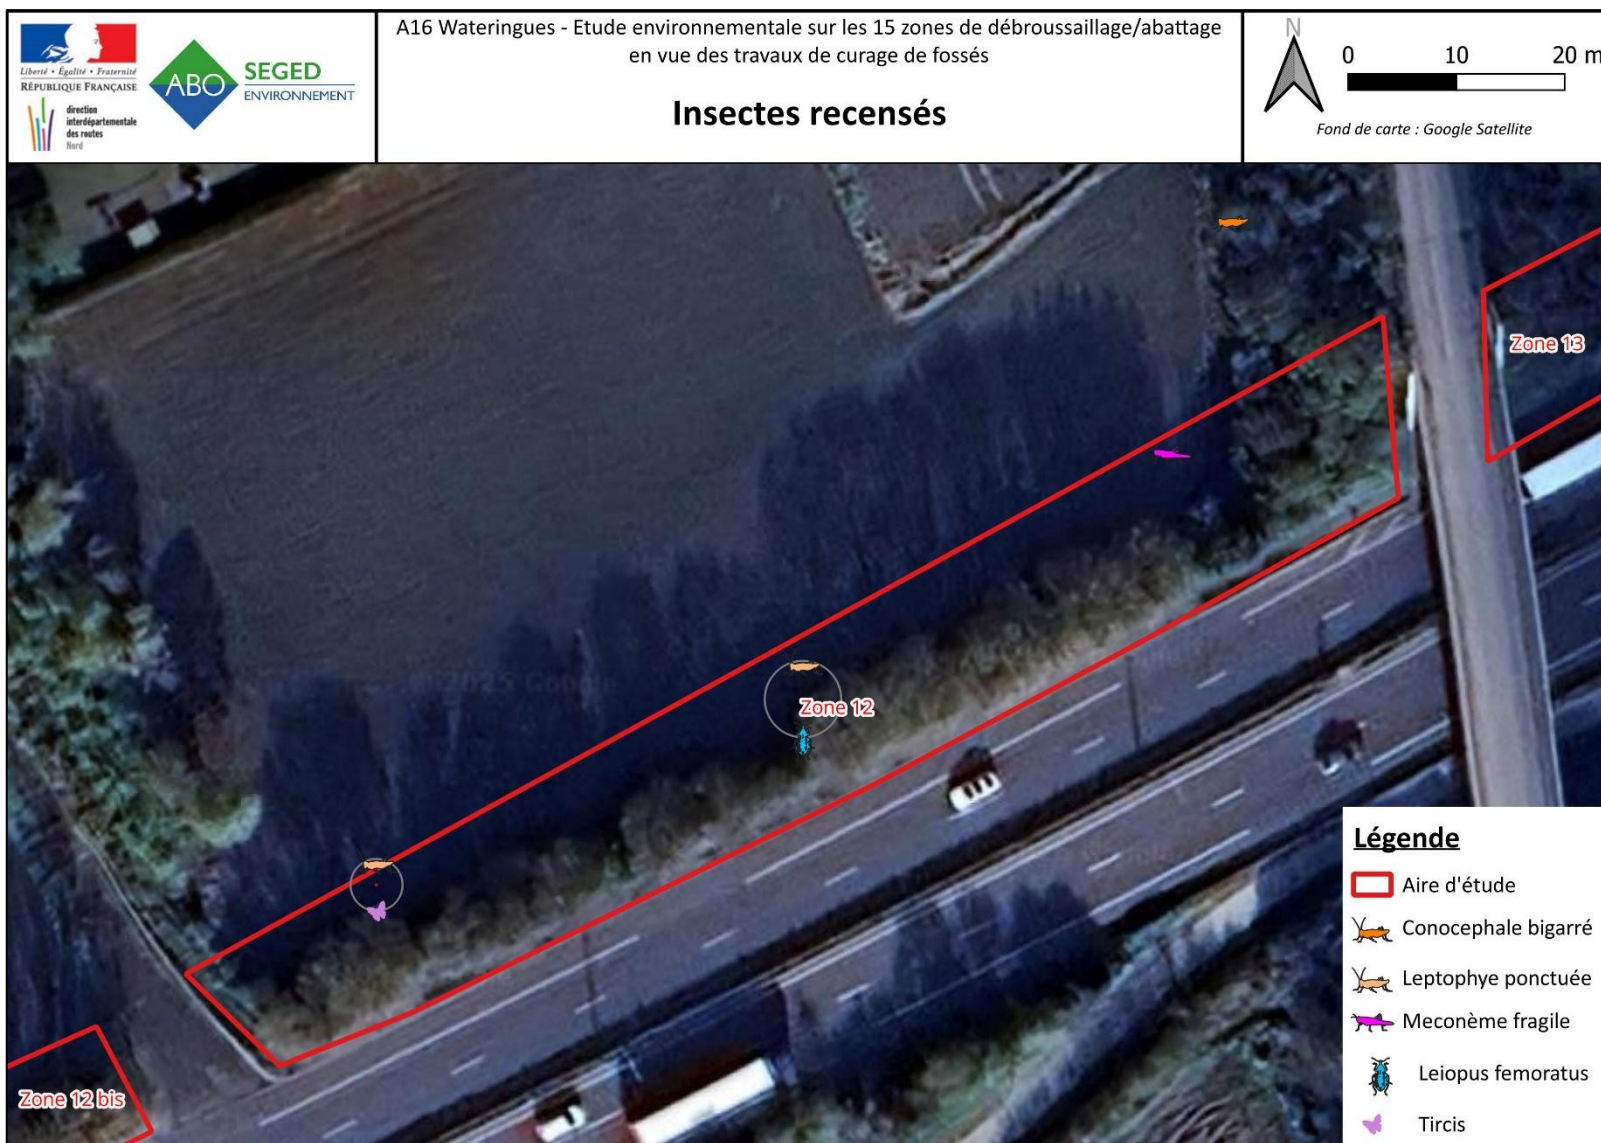 Liberté • Égalité • Fraternité
RÉPUBLIQUE FRANÇAISE
direction
interdépartementale
des routes
Nord
ABO
SEGED
ENVIRONNEMENT
A16 Wateringues - Etude environnementale sur les 15 zones de débroussaillage/abattage
en vue des travaux de curage de fossés
Insectes recensés
N
0 10 20 m
Fond de carte : Google Satellite
Zone 13
Zone 12
Zone 12 bis
Légende
Aire d'étude
Conocephale bigarré
Leptophye ponctuée
Meconème fragile
Leiopus femoratus
Tircis